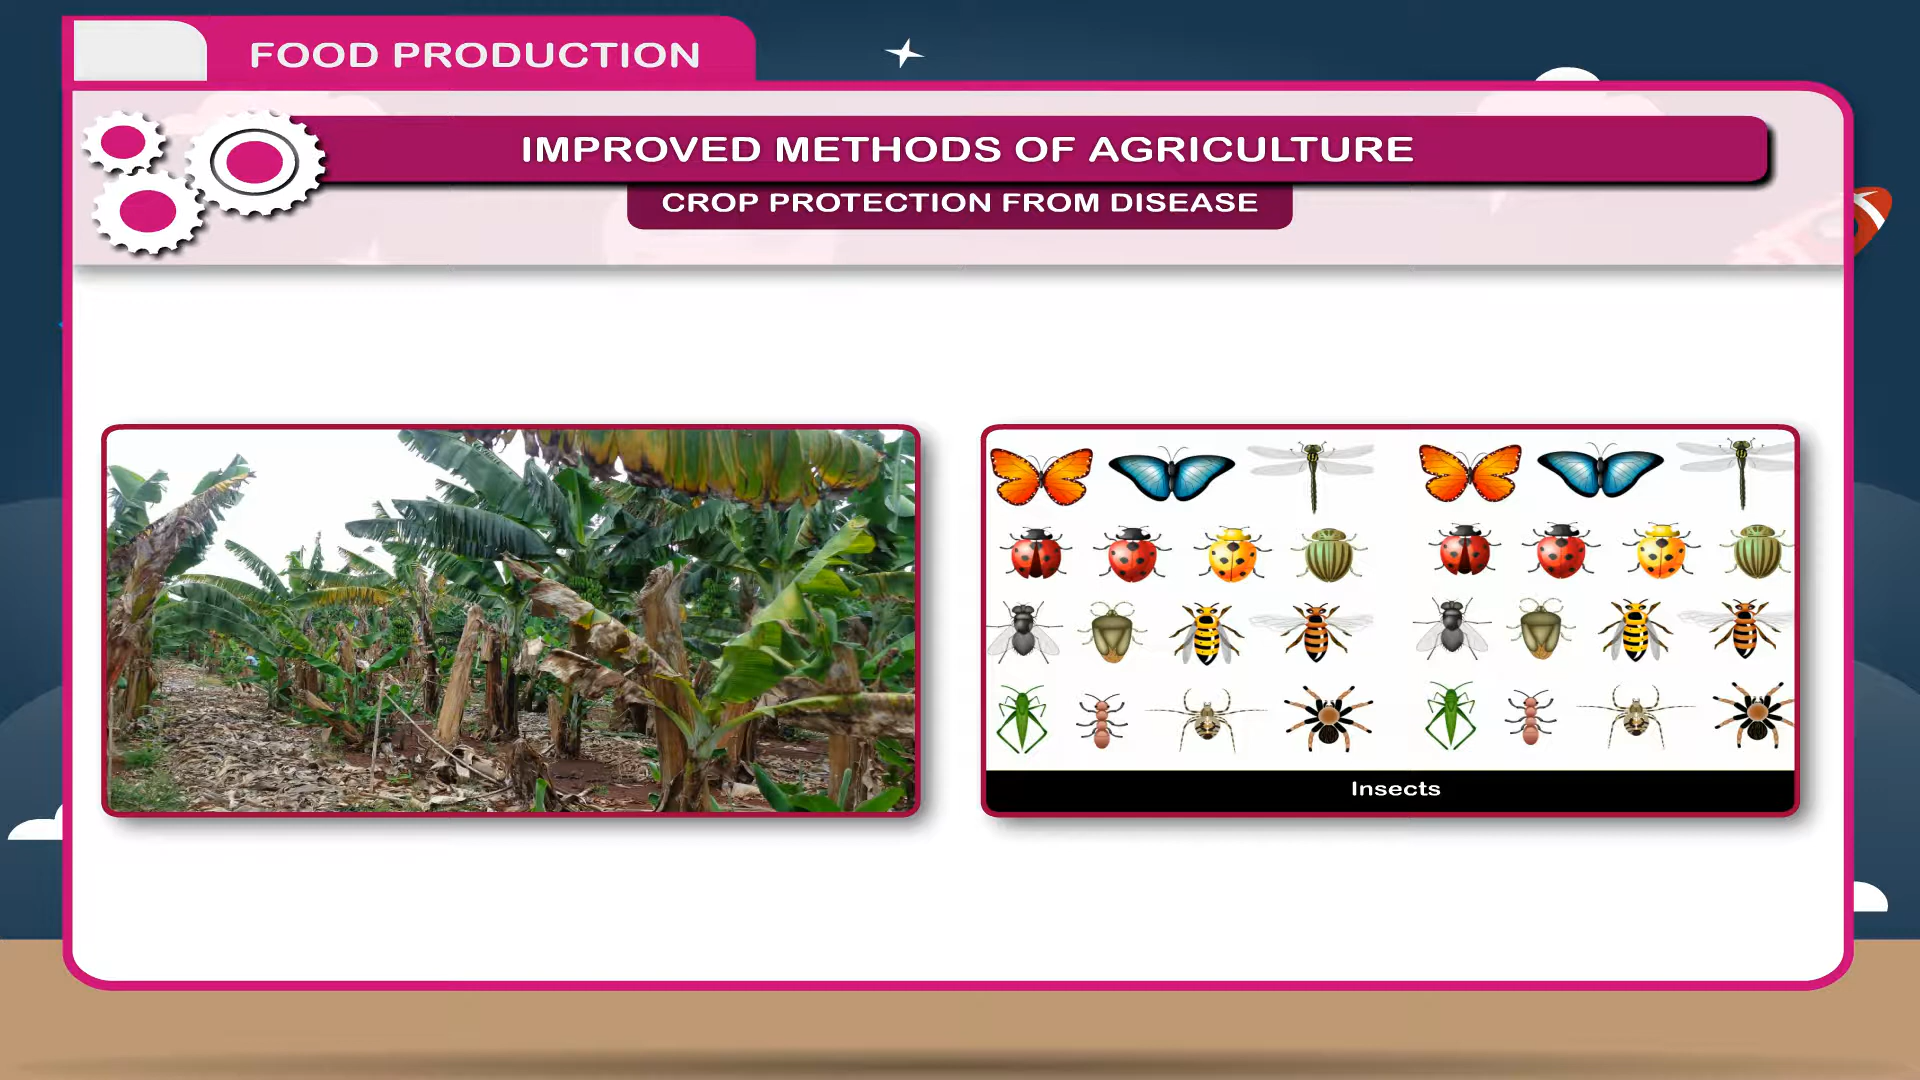 FOOD PRODUCTION
IMPROVED METHODS OF AGRICULTURE
CROP PROTECTION FROM DISEASE
Insects